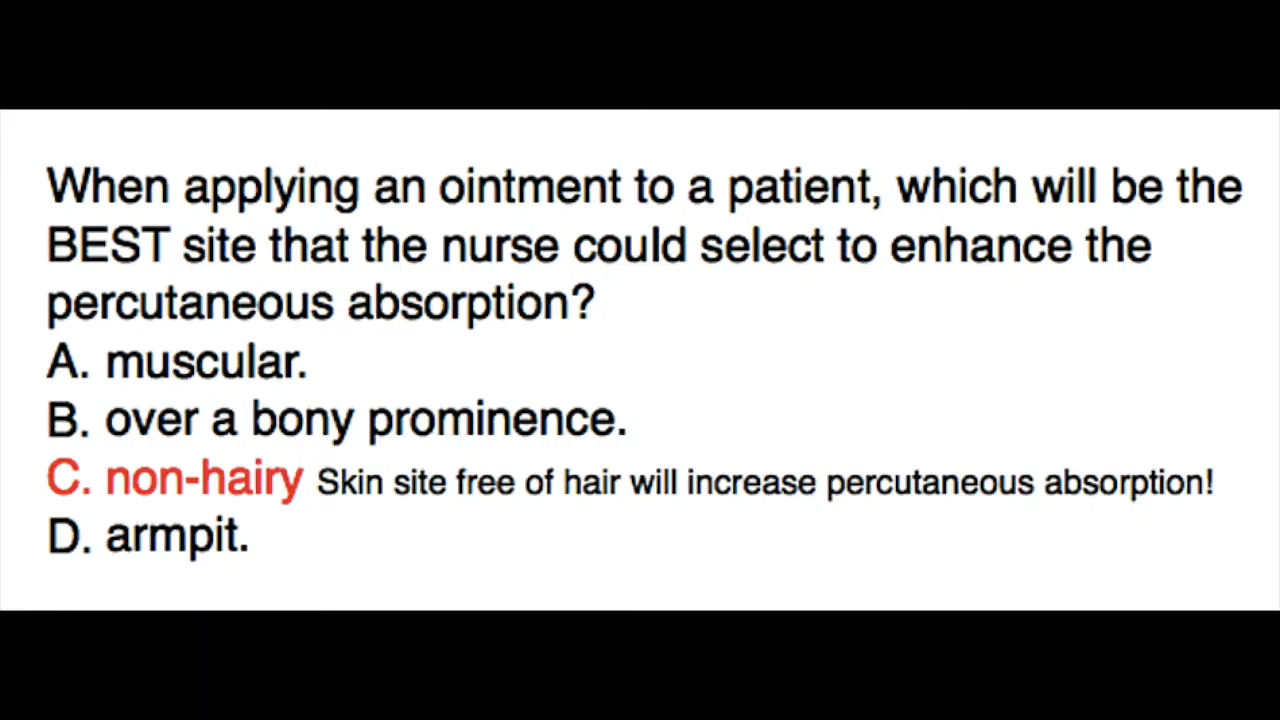 When applying an ointment to a patient, which will be the
BEST site that the nurse could select to enhance the
percutaneous absorption?
A. muscular.
B. over a bony prominence.
C. non-hairy Skin site free of hair will increase percutaneous absorption!
D. armpit.